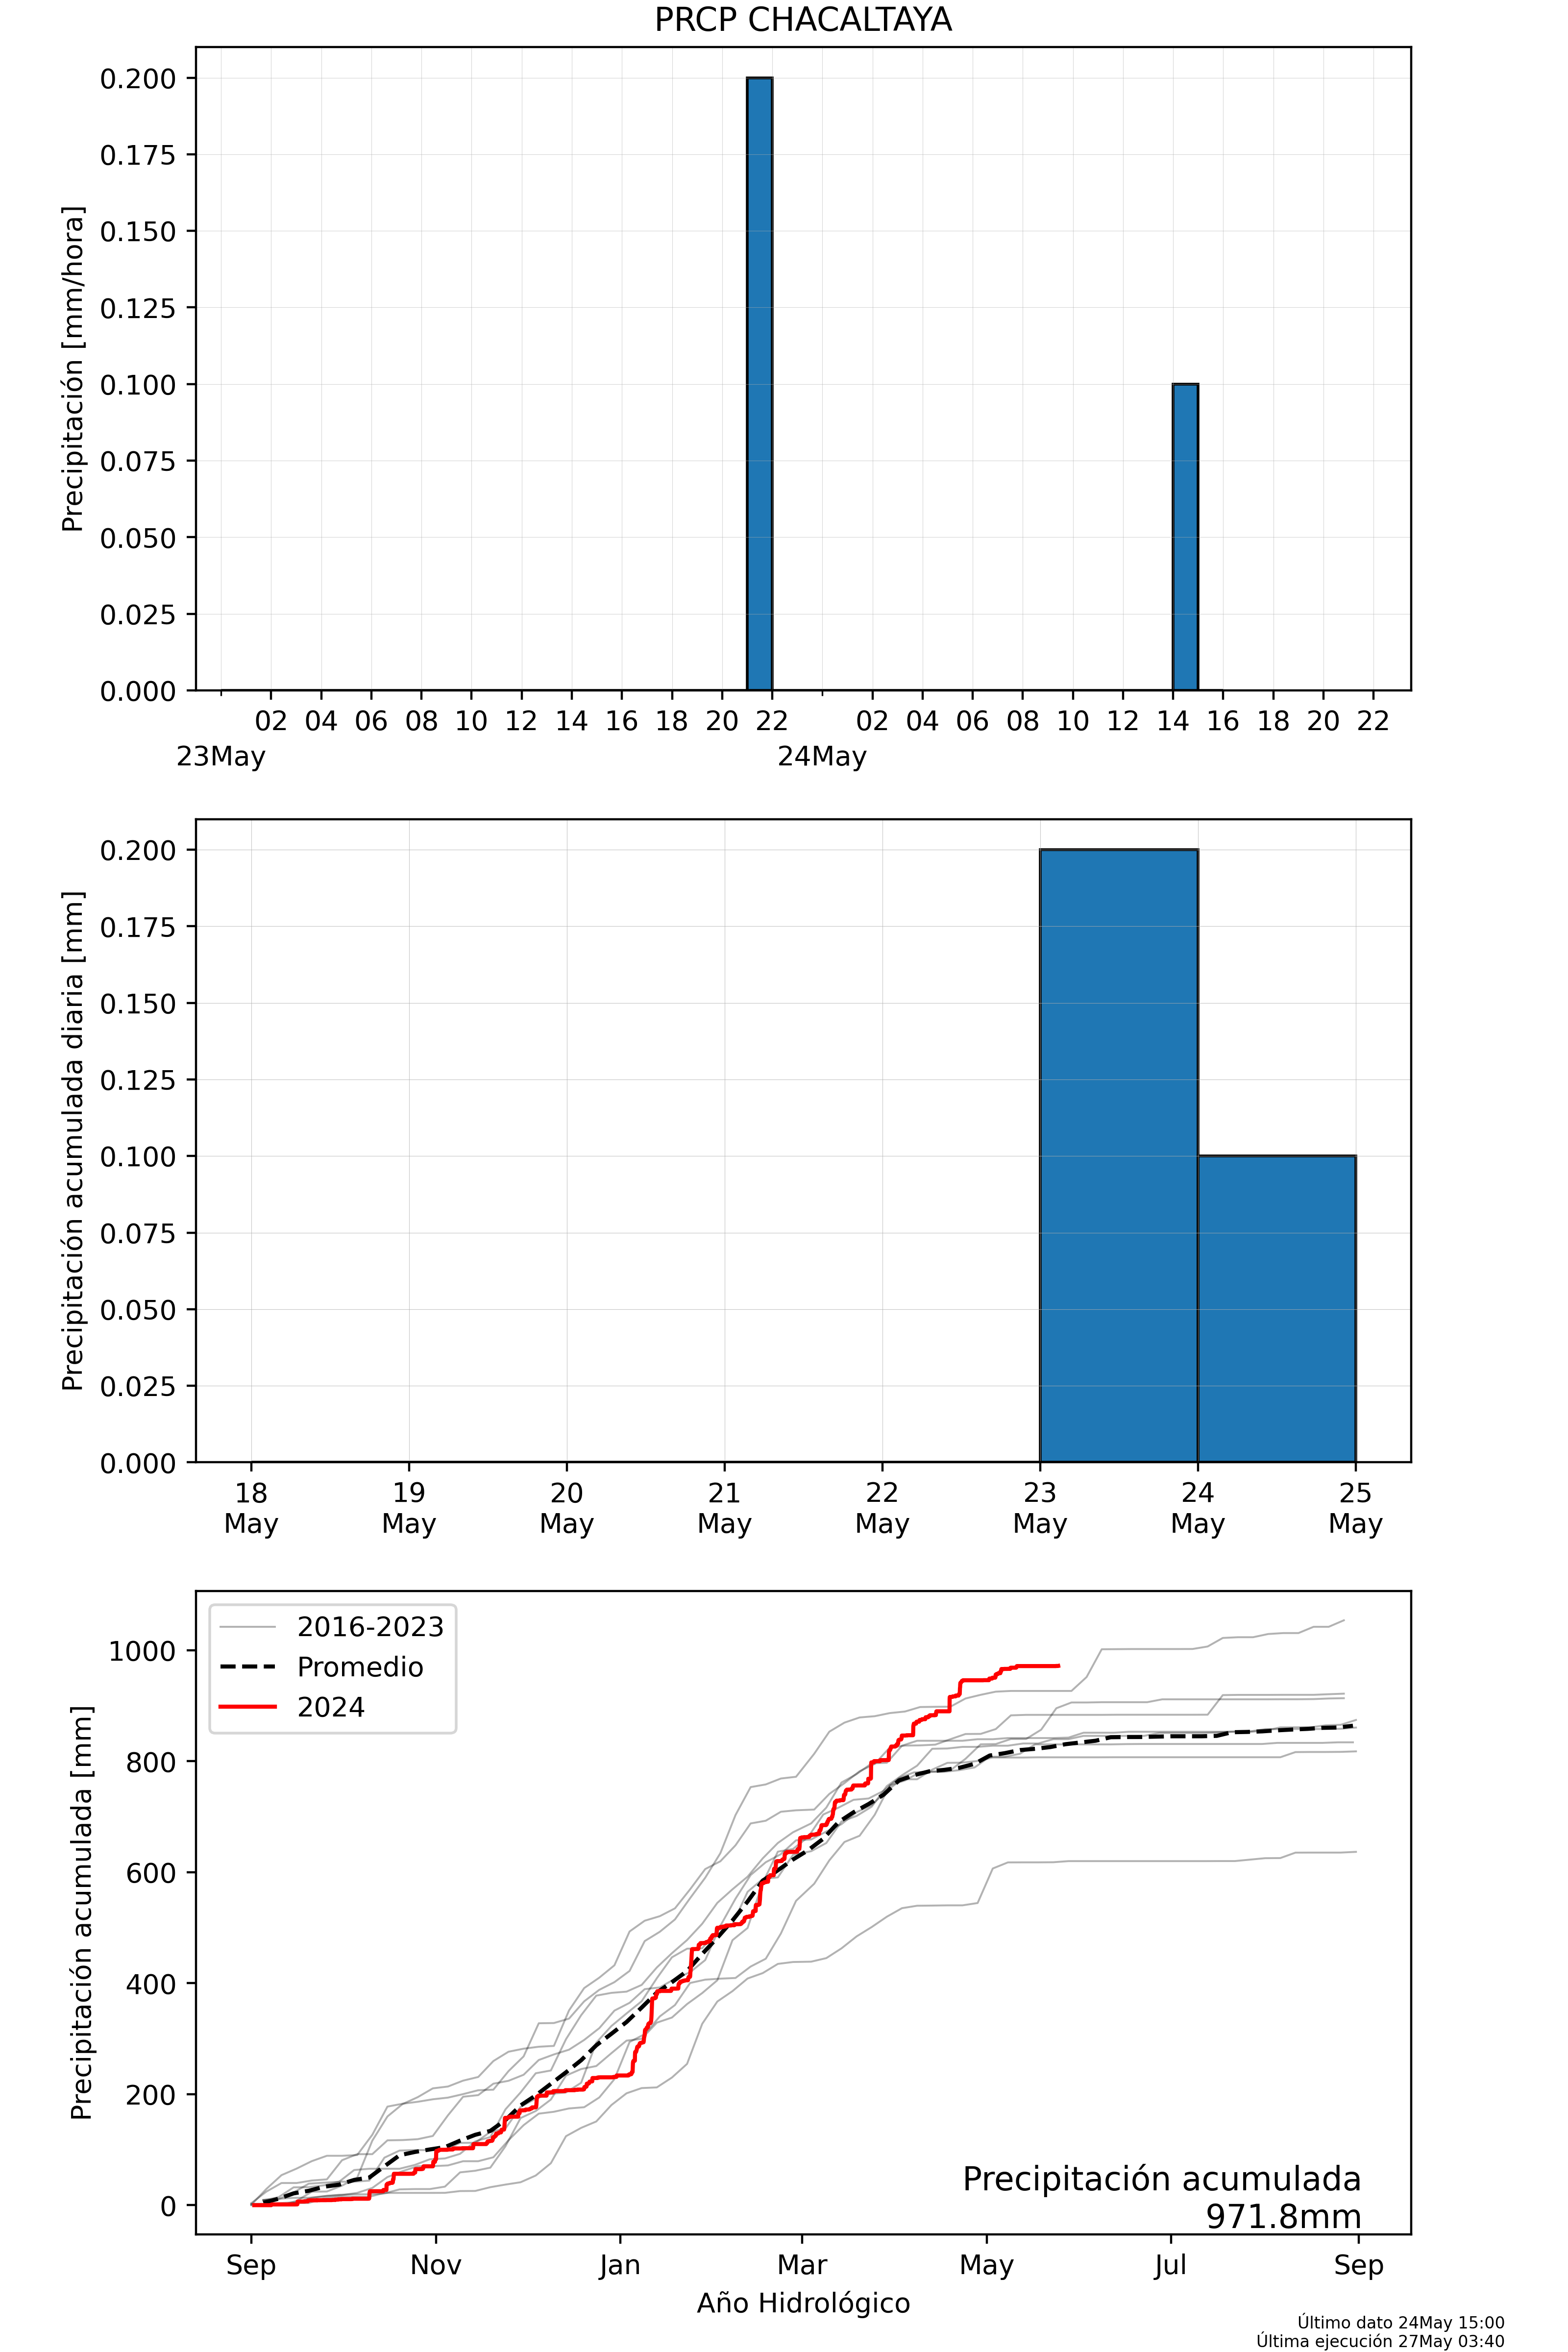 PRCP CHACALTAYA
Precipitación [mm/hora]
0.200
0.175
0.150
0.125
0.100
0.075
0.050
0.025
0.000
02 04 06 08 10 12 14 16 18 20 22 02 04 06 08 10 12 14 16 18 20 22
23May 24May
Precipitación acumulada diaria [mm]
0.200
0.175
0.150
0.125
0.100
0.075
0.050
0.025
0.000
18 19 20 21 22 23 24 25
May May May May May May May May
Precipitación acumulada [mm]
1000
800
600
400
200
0
2016-2023
Promedio
2024
Precipitación acumulada
971.8mm
Sep Nov Jan Mar May Jul Sep
Año Hidrológico
Último dato 24May 15:00
Última ejecución 27May 03:40